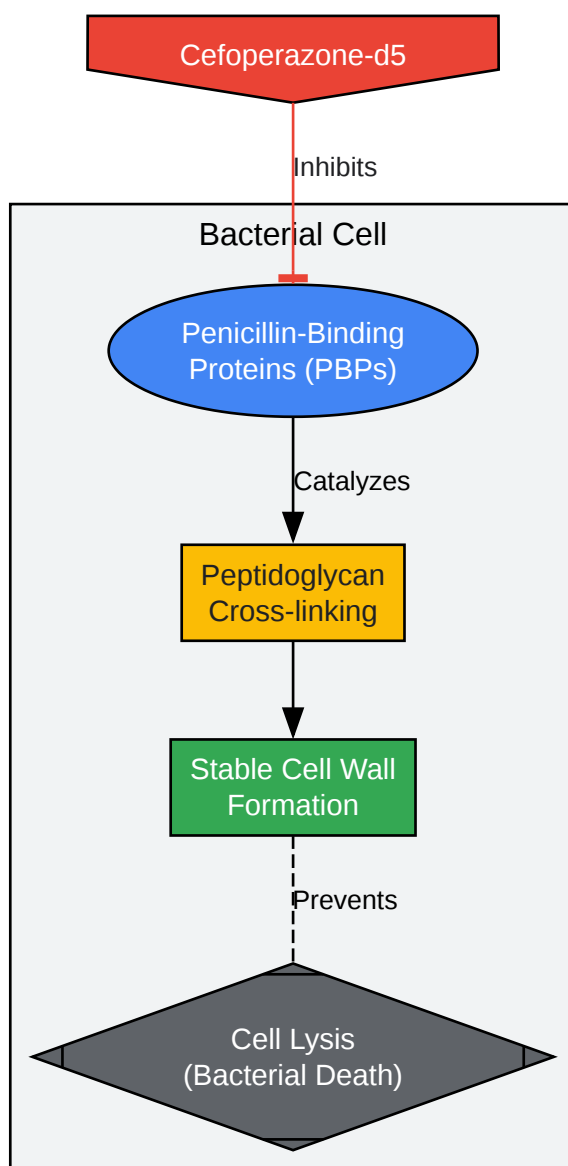 Cefoperazone-d5
Inhibits
Bacterial Cell
Penicillin-Binding
Proteins (PBPs)
Catalyzes
Peptidoglycan
Cross-linking
Stable Cell Wall
Formation
Prevents
Cell Lysis
(Bacterial Death)